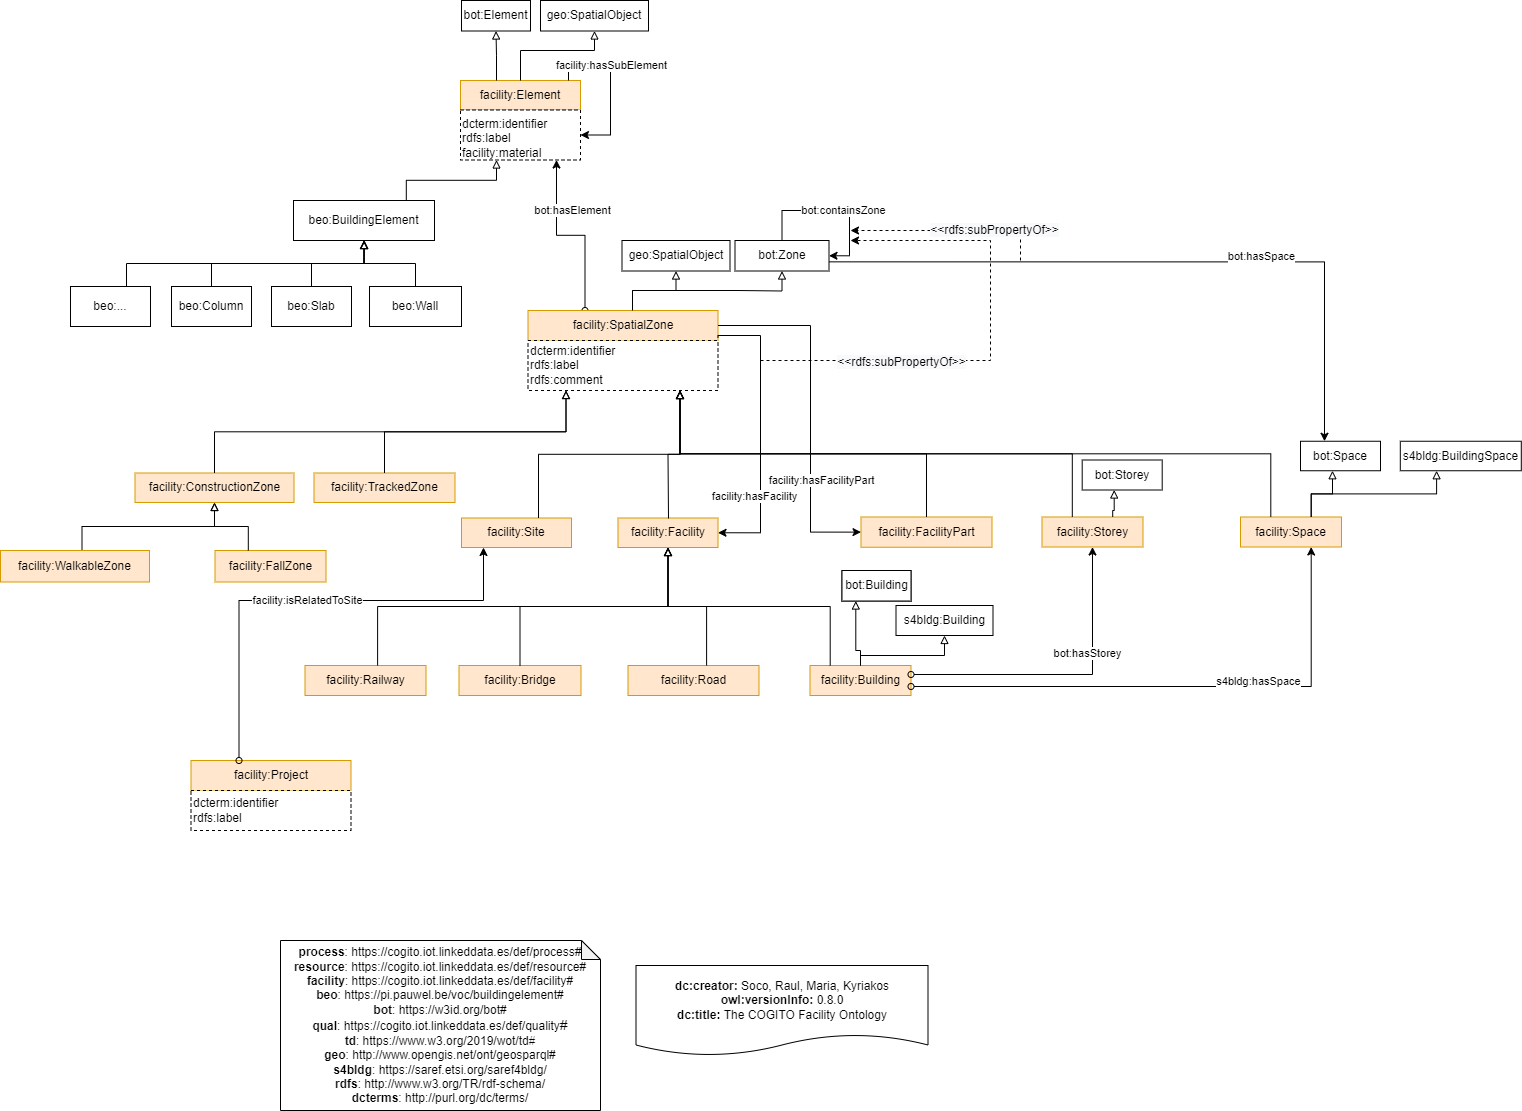 bot:Element
geo:SpatialObject
facility:hasSubElement
facility:Element
dcterm:identifier
rdfs:label
facility:material
beo:BuildingElement
bot:hasElement
bot:containsZone
<<rdfs:subPropertyOf>>
geo:SpatialObject
bot:Zone
bot:hasSpace
beo:...
beo:Column
beo:Slab
beo:Wall
facility:SpatialZone
dcterm:identifier
rdfs:label
rdfs:comment
<<rdfs:subPropertyOf>>
bot:Space
s4bldg:BuildingSpace
facility:ConstructionZone
facility:TrackedZone
facility:hasFacilityPart
facility:hasFacility
bot:Storey
facility:Site
facility:Facility
facility:FacilityPart
facility:Storey
facility:Space
facility:WalkableZone
facility:FallZone
bot:Building
facility:isRelatedToSite
s4bldg:Building
bot:hasStorey
facility:Railway
facility:Bridge
facility:Road
facility:Building
s4bldg:hasSpace
facility:Project
dcterm:identifier
rdfs:label
process: https://cogito.iot.linkeddata.es/def/process#
resource: https://cogito.iot.linkeddata.es/def/resource#
facility: https://cogito.iot.linkeddata.es/def/facility#
beo: https://pi.pauwel.be/voc/buildingelement#
bot: https://w3id.org/bot#
qual: https://cogito.iot.linkeddata.es/def/quality#
td: https://www.w3.org/2019/wot/td#
geo: http://www.opengis.net/ont/geosparql#
s4bldg: https://saref.etsi.org/saref4bldg/
rdfs: http://www.w3.org/TR/rdf-schema/
dcterms: http://purl.org/dc/terms/
dc:creator: Soco, Raul, Maria, Kyriakos
owl:versionInfo: 0.8.0
dc:title: The COGITO Facility Ontology